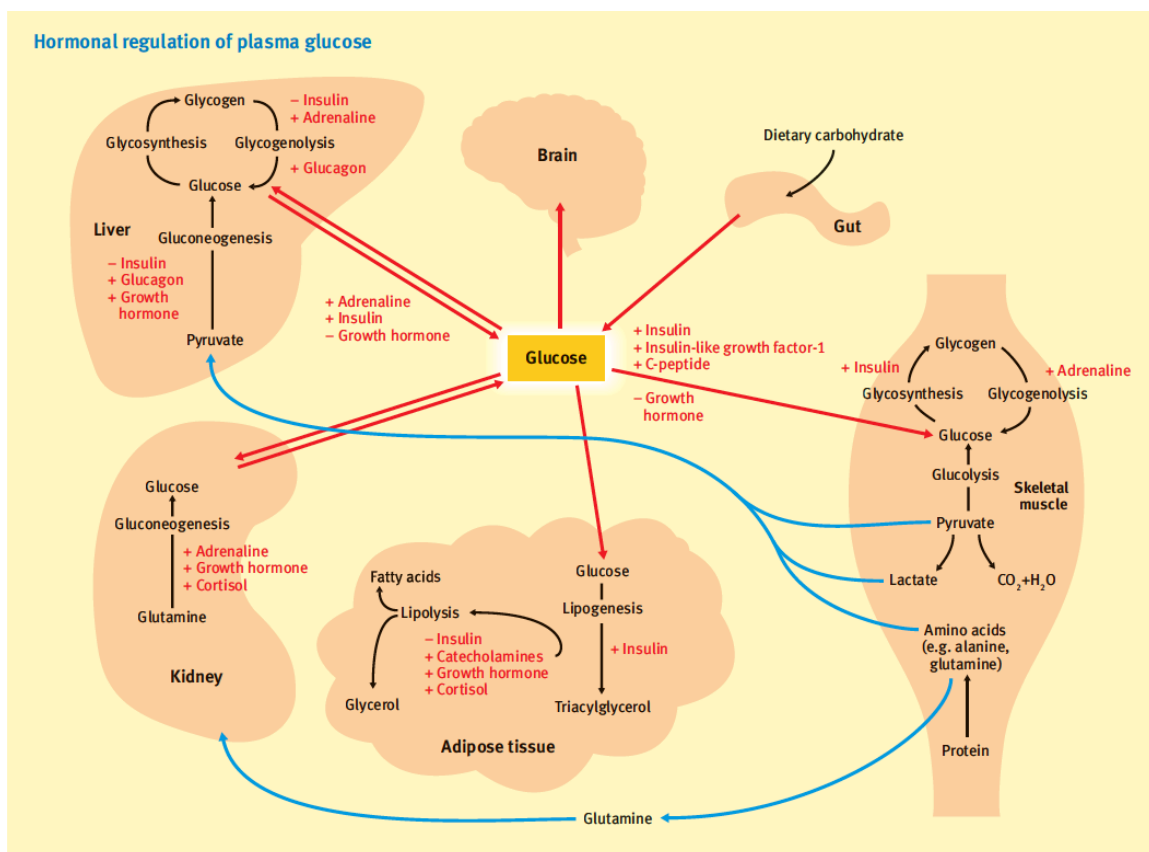 Hormonal regulation of plasma glucose
Glycogen
– Insulin
+ Adrenaline
Glycosynthesis
Glycogenolysis
+ Glucagon
Glucose
Liver
Gluconeogenesis
– Insulin
+ Glucagon
+ Growth
hormone
Pyruvate
Brain
Dietary carbohydrate
Gut
+ Adrenaline
+ Insulin
– Growth hormone
Glucose
+ Insulin
+ Insulin-like growth factor-1
+ C-peptide
– Growth
hormone
Glycogen
+ Insulin
+ Adrenaline
Glycosynthesis
Glycogenolysis
Glucose
Glucolysis
Skeletal
muscle
Pyruvate
Lactate
CO₂+H₂O
Amino acids
(e.g. alanine,
glutamine)
Protein
Glucose
Gluconeogenesis
+ Adrenaline
+ Growth hormone
+ Cortisol
Glutamine
Kidney
Fatty acids
Glucose
Lipolysis
Lipogenesis
– Insulin
+ Catecholamines
+ Growth hormone
+ Cortisol
+ Insulin
Glycerol
Triacylglycerol
Adipose tissue
Glutamine